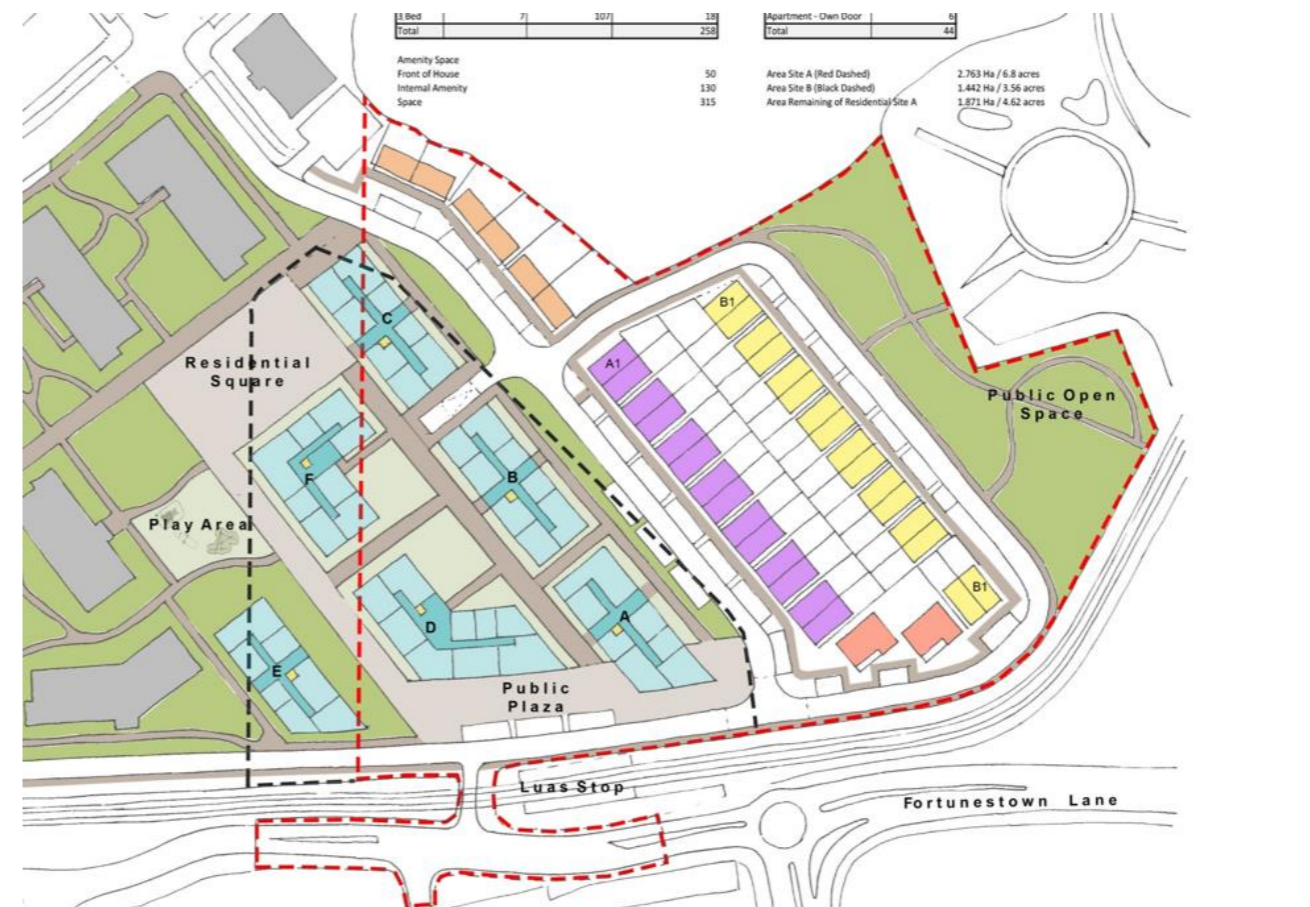 3 Bed 7 107 18
Total 258
Apartment - Own Door 6
Total 44
Amenity Space
Front of House 50
Internal Amenity 130
Space 315
Area Site A (Red Dashed) 2.763 Ha / 6.8 acres
Area Site B (Black Dashed) 1.442 Ha / 3.56 acres
Area Remaining of Residential Site A 1.871 Ha / 4.62 acres
B1
C
Residential
Square
A1
Public Open
Space
F
B
Play Area
B1
A
D
E
Public
Plaza
Luas Stop
Fortunestown Lane